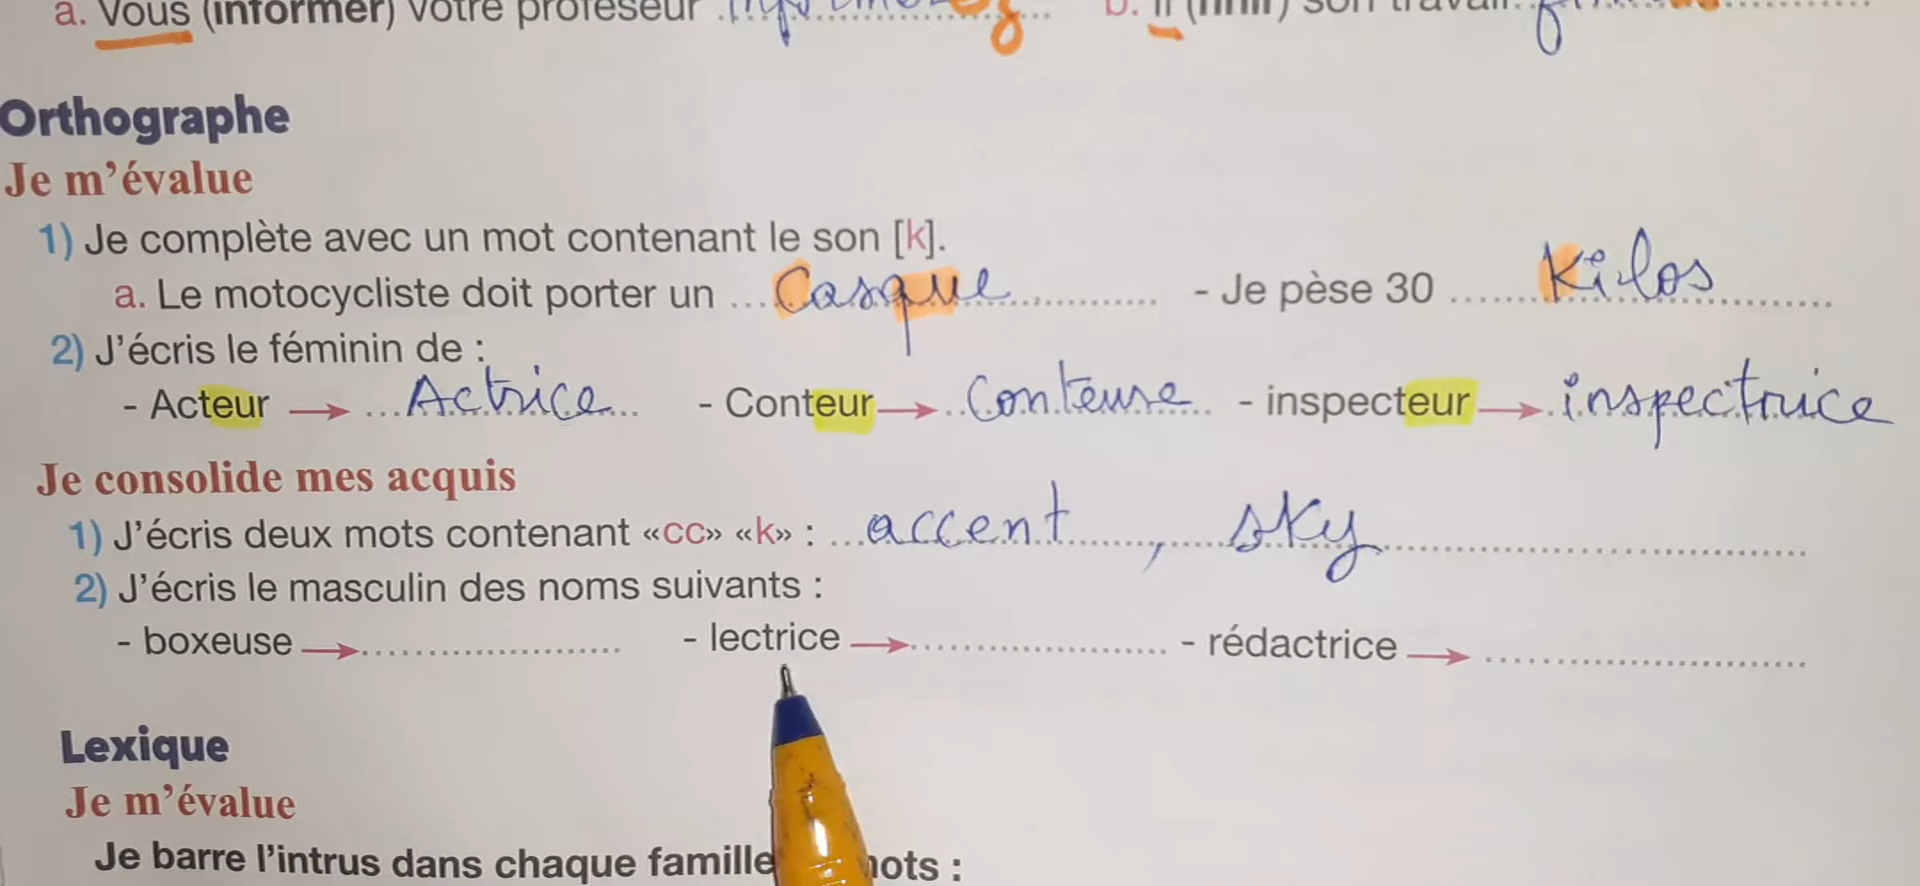 a. Vous (informer) votre profeseur
Orthographe
Je m'évalue
1) Je complète avec un mot contenant le son [k].
a. Le motocycliste doit porter un ... Casque ............ - Je pèse 30 ....... Kilos ............
2) J'écris le féminin de :
- Acteur → ... Actrice ... - Conteur → .. Conteuse .. - inspecteur → . inspectrice
Je consolide mes acquis
1) J'écris deux mots contenant «cc» «k» : ... accent ......, .... sky ............
2) J'écris le masculin des noms suivants :
- boxeuse → ...................... - lectrice → ...................... - rédactrice → ............................
Lexique
Je m'évalue
Je barre l'intrus dans chaque famille :